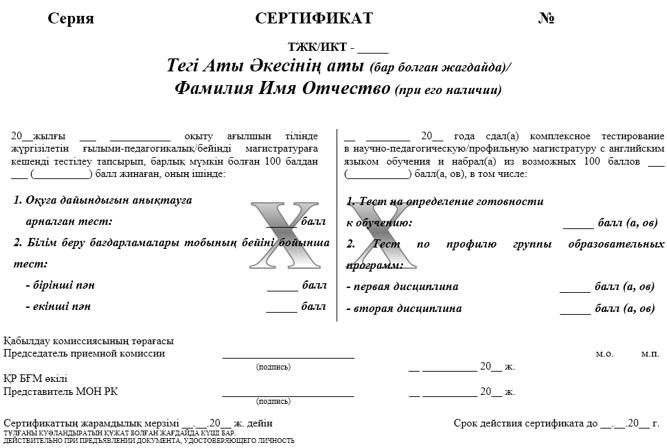 Серия СЕРТИФИКАТ №
ТЖК/ИКТ - _____
Тегі Аты Әкесінің аты (бар болған жағдайда)/
Фамилия Имя Отчество (при его наличии)
20__жылғы ___ __________ оқыту ағылшын тілінде
жүргізілетін ғылыми-педагогикалық/бейінді магистратураға
кешенді тестілеу тапсырып, барлық мүмкін болған 100 балдан
___ (__________) балл жинаған, оның ішінде:
1. Оқуға дайындығын анықтауға
арналған тест: _____ балл
2. Білім беру бағдарламалары тобының бейіні бойынша
тест:
- бірінші пән _____ балл
- екінші пән _____ балл
__ ________ 20__ года сдал(а) комплексное тестирование
в научно-педагогическую/профильную магистратуру с английским
языком обучения и набрал(а) из возможных 100 баллов ___
(___________) балл(а, ов), в том числе:
1. Тест на определение готовности
к обучению: _____ балл (а, ов)
2. Тест по профилю группы образовательных
программ:
- первая дисциплина _____ балл (а, ов)
- вторая дисциплина _____ балл (а, ов)
X X
Қабылдау комиссиясының төрағасы
Председатель приемной комиссии ____________________ м.о. м.п.
(подпись) __ __________ 20__ ж.
ҚР БҒМ өкілі
Представитель МОН РК ____________________ __ __________ 20__ ж.
(подпись)
Сертификаттың жарамдылық мерзімі __.__.20__ ж. дейін Срок действия сертификата до __.__.20__ г.
ТҰЛҒАНЫ КУӘЛАНДЫРАТЫН ҚҰЖАТ БОЛҒАН ЖАҒДАЙДА КҮШІ БАР.
ДЕЙСТВИТЕЛЬНО ПРИ ПРЕДЪЯВЛЕНИИ ДОКУМЕНТА, УДОСТОВЕРЯЮЩЕГО ЛИЧНОСТЬ